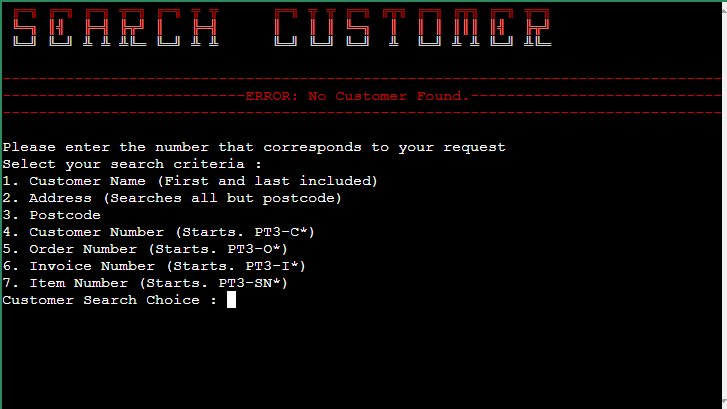 SEARCH CUSTOMER
ERROR: No Customer Found.
Please enter the number that corresponds to your request
Select your search criteria :
1. Customer Name (First and last included)
2. Address (Searches all but postcode)
3. Postcode
4. Customer Number (Starts. PT3-C*)
5. Order Number (Starts. PT3-O*)
6. Invoice Number (Starts. PT3-I*)
7. Item Number (Starts. PT3-SN*)
Customer Search Choice :